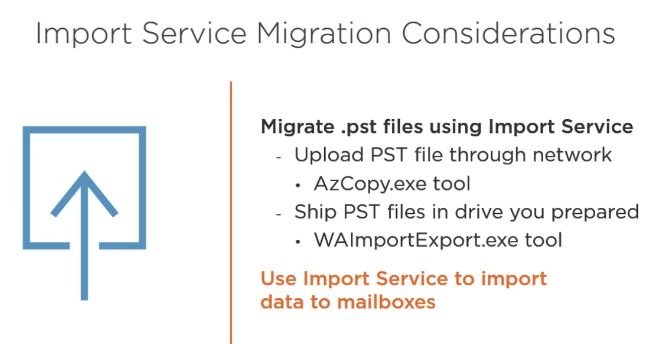 Import Service Migration Considerations
Migrate .pst files using Import Service
- Upload PST file through network
• AzCopy.exe tool
- Ship PST files in drive you prepared
• WAImportExport.exe tool
Use Import Service to import
data to mailboxes